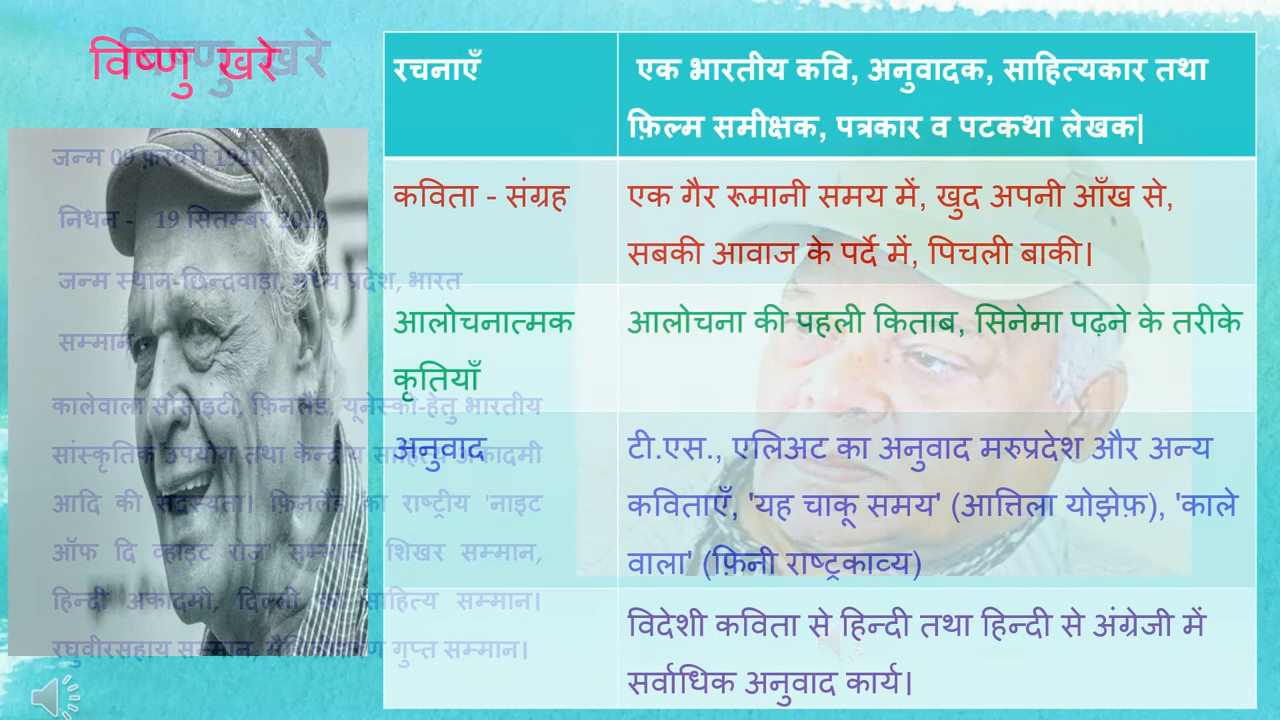 विष्णु खरे
जन्म 09 फ़रवरी 1940
निधन - 19 सितम्बर 2018
जन्म स्थान-छिन्दवाड़ा, मध्य प्रदेश, भारत
सम्मान
कालेवाला सोसाइटी, फ़िनलैंड, यूनेस्को-हेतु भारतीय
सांस्कृतिक उपयोग तथा केन्द्रीय साहित्य अकादमी
आदि की सदस्यता। फ़िनलैंड का राष्ट्रीय 'नाइट
ऑफ दि व्हाइट रोज़' सम्मान, शिखर सम्मान,
हिन्दी अकादमी, दिल्ली का साहित्य सम्मान।
रघुवीरसहाय सम्मान, मैथिलीशरण गुप्त सम्मान।
रचनाएँ
एक भारतीय कवि, अनुवादक, साहित्यकार तथा
फ़िल्म समीक्षक, पत्रकार व पटकथा लेखक|
कविता - संग्रह
एक गैर रूमानी समय में, खुद अपनी आँख से,
सबकी आवाज के पर्दे में, पिचली बाकी।
आलोचनात्मक
कृतियाँ
आलोचना की पहली किताब, सिनेमा पढ़ने के तरीके
अनुवाद
टी.एस., एलिअट का अनुवाद मरुप्रदेश और अन्य
कविताएँ, 'यह चाकू समय' (आत्तिला योझेफ़), 'काले
वाला' (फ़िनी राष्ट्रकाव्य)
विदेशी कविता से हिन्दी तथा हिन्दी से अंग्रेजी में
सर्वाधिक अनुवाद कार्य।